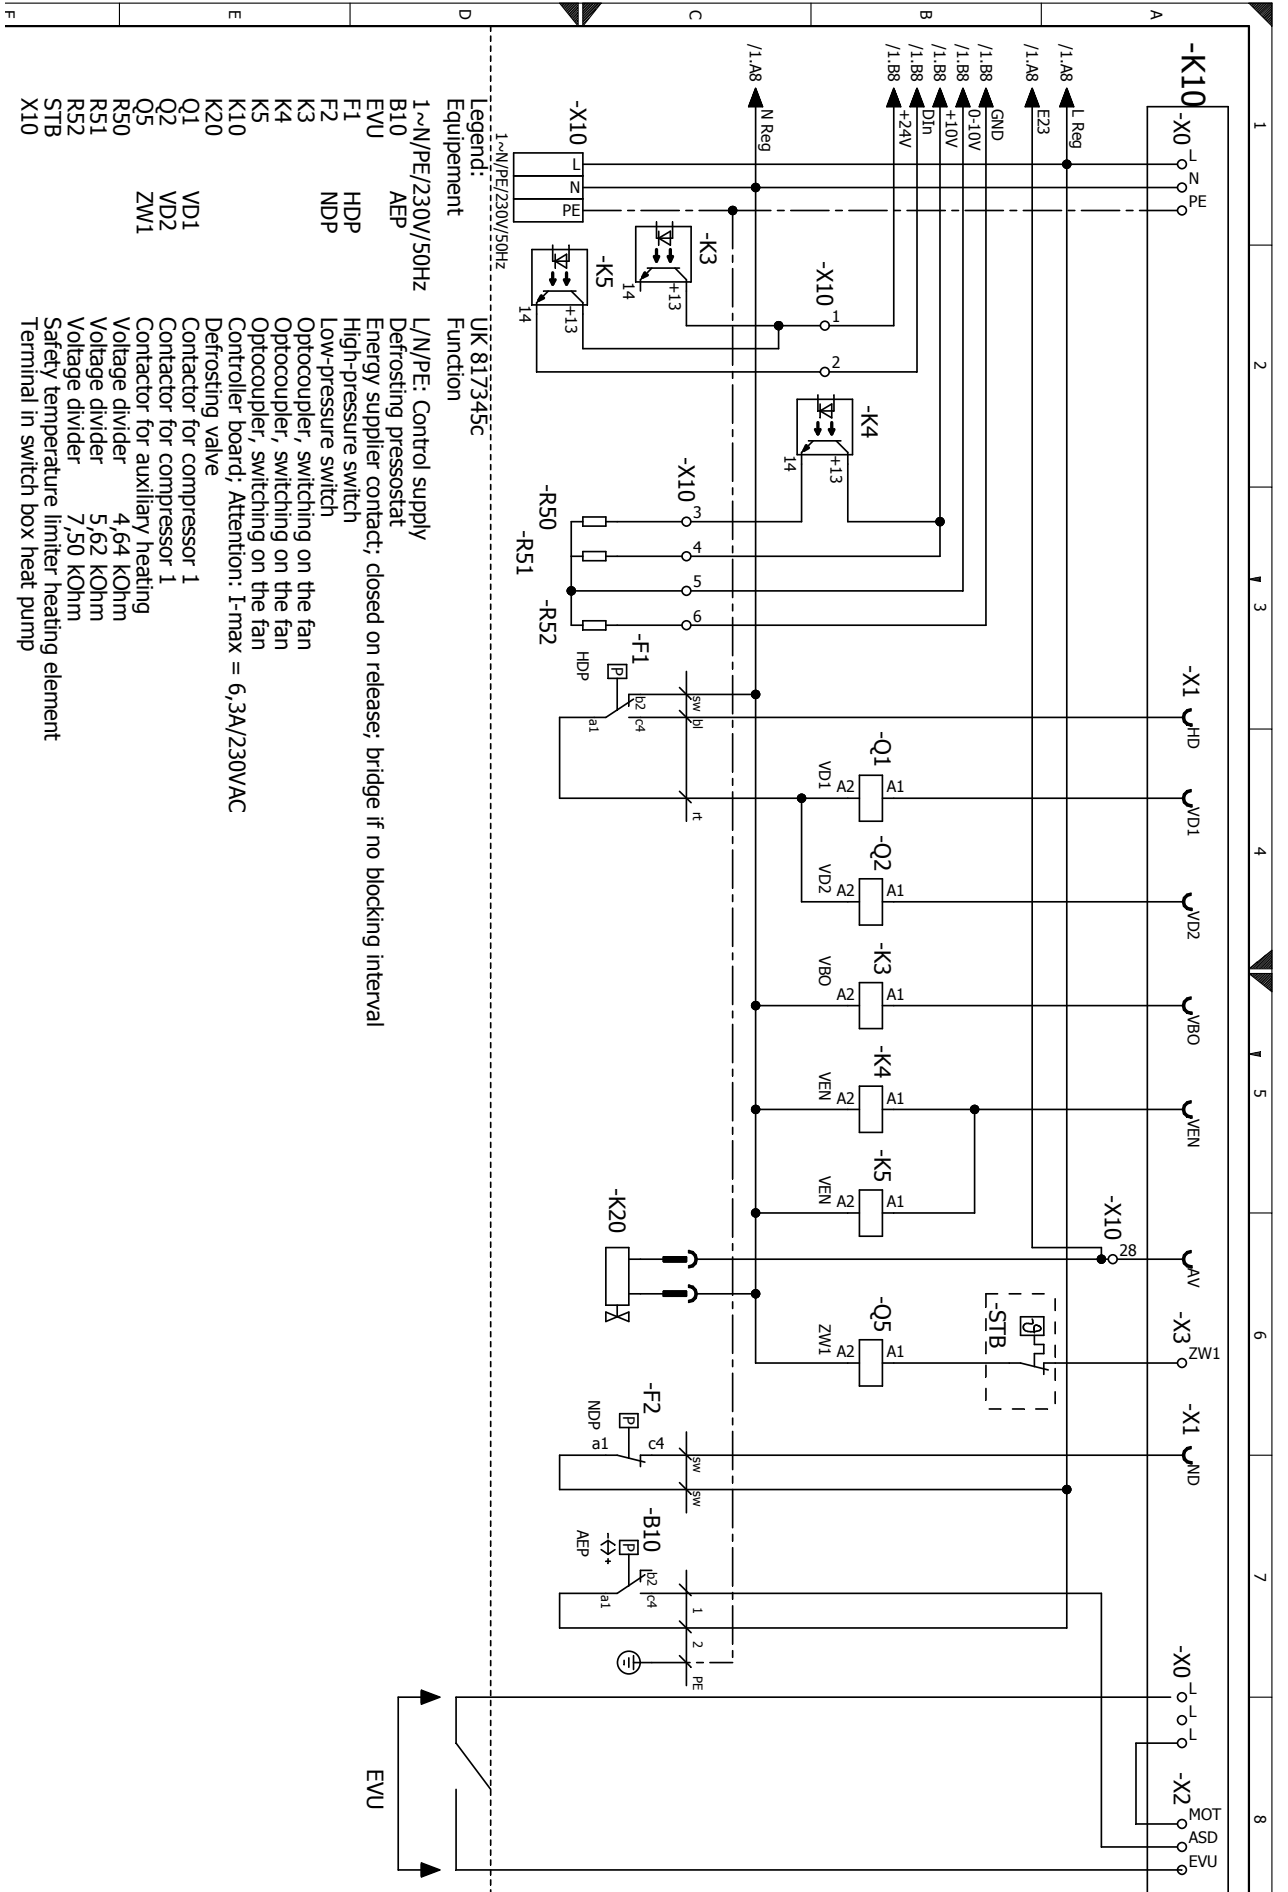 1 2 3 4 5 6 7 8
A
B
C
D
E
F
-K10
-X0 L N PE
-X1 HD
VD1
VD2
VBO
VEN
AV
-X3 ZW1
-X1 ND
-X0 L L L
-X2 MOT ASD EVU
/1.A8 L Reg
/1.A8 E23
/1.B8 GND
/1.B8 0-10V
/1.B8 +10V
/1.B8 DIn
/1.B8 +24V
/1.A8 N Reg
-X10 28
-STB
-Q1 A1 A2 VD1
-Q2 A1 A2 VD2
-K3 A1 A2 VBO
-K4 A1 A2 VEN
-K5 A1 A2 VEN
-Q5 A1 A2 ZW1
-X10 1 2
-K4 +13 14
-K3 +13 14
-K5 +13 14
-X10 3 4 5 6
-R50
-R51
-R52
-F1 P HDP b2 c4 a1 sw bl rt
-K20
-F2 P NDP a1 c4 sw sw
-B10 P AEP - + b2 c4 a1 1 2 PE
-X10 L N PE
1~N/PE/230V/50Hz
EVU
Legend: UK 817345c
Equipement Function
1~N/PE/230V/50Hz L/N/PE: Control supply
B10 AEP Defrosting pressostat
EVU Energy supplier contact; closed on release; bridge if no blocking interval
F1 HDP High-pressure switch
F2 NDP Low-pressure switch
K3 Optocoupler, switching on the fan
K4 Optocoupler, switching on the fan
K5 Optocoupler, switching on the fan
K10 Controller board; Attention: I-max = 6,3A/230VAC
K20 Defrosting valve
Q1 VD1 Contactor for compressor 1
Q2 VD2 Contactor for compressor 1
Q5 ZW1 Contactor for auxiliary heating
R50 Voltage divider 4,64 kOhm
R51 Voltage divider 5,62 kOhm
R52 Voltage divider 7,50 kOhm
STB Safety temperature limiter heating element
X10 Terminal in switch box heat pump